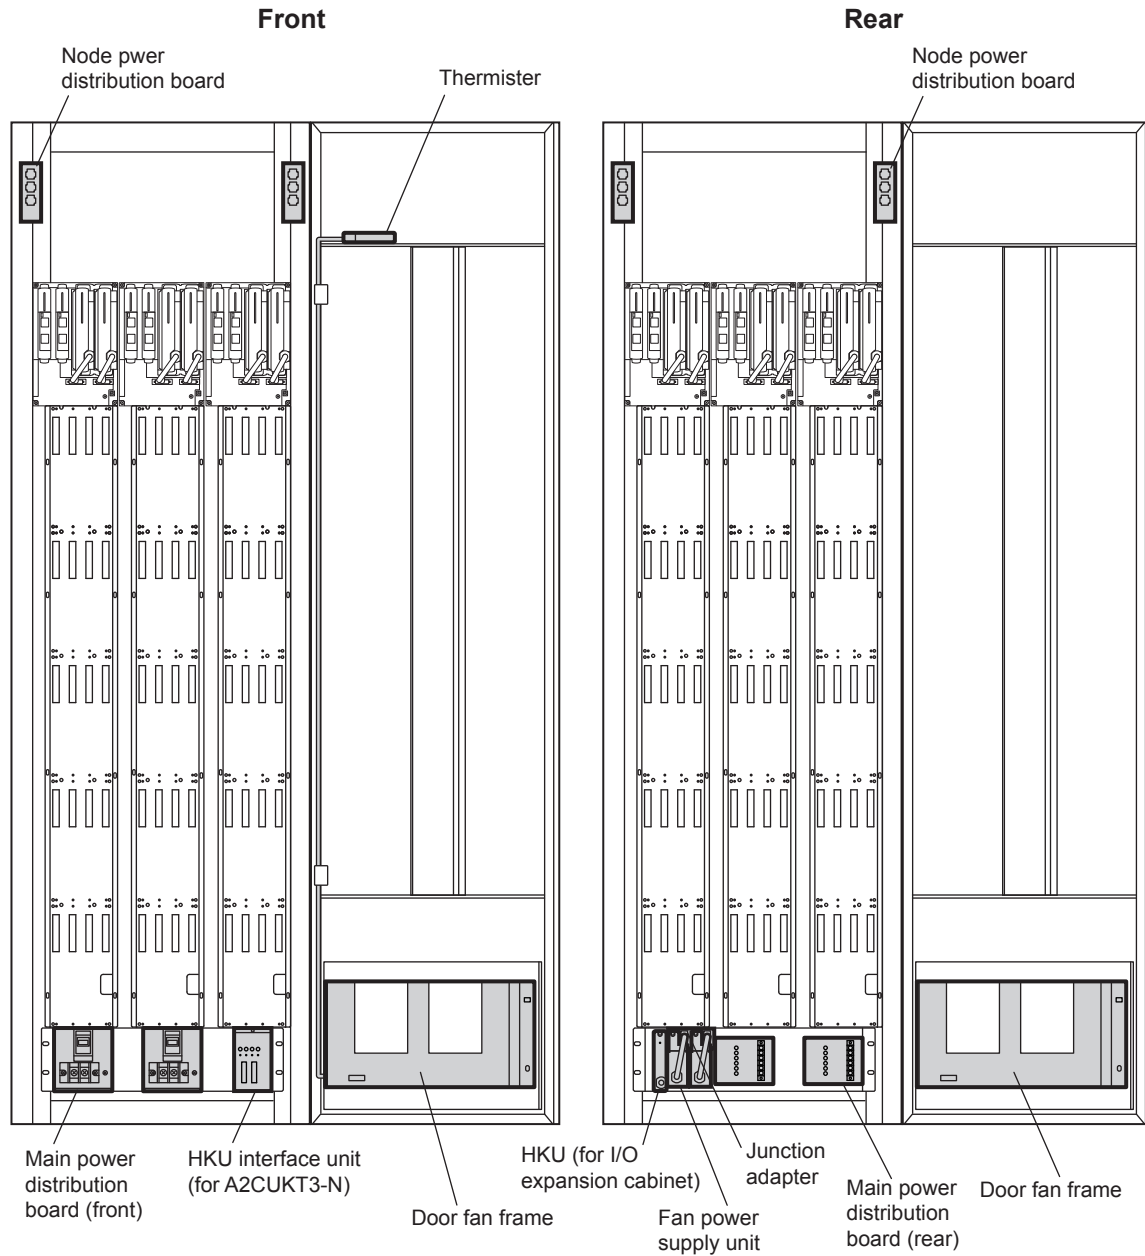 Front
Rear
Node pwer
distribution board
Thermister
Node power
distribution board
Main power
distribution
board (front)
HKU interface unit
(for A2CUKT3-N)
Door fan frame
HKU (for I/O
expansion cabinet)
Fan power
supply unit
Junction
adapter
Main power
distribution
board (rear)
Door fan frame